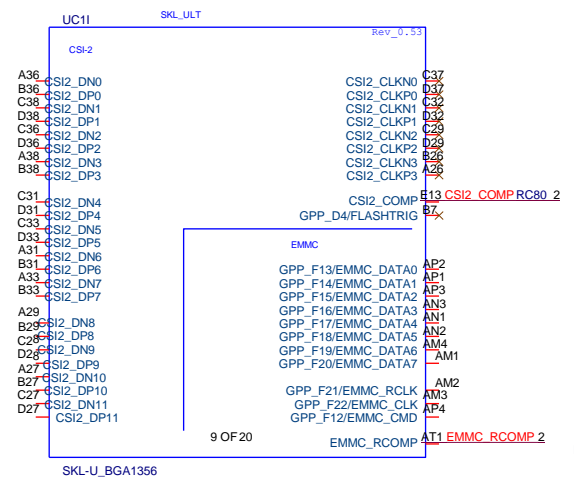 UC1I
SKL_ULT
Rev_0.53
CSI-2
A36 CSI2_DN0 CSI2_CLKN0 C37
B36 CSI2_DP0 CSI2_CLKP0 D37
C38 CSI2_DN1 CSI2_CLKN1 C32
D38 CSI2_DP1 CSI2_CLKP1 D32
C36 CSI2_DN2 CSI2_CLKN2 C29
D36 CSI2_DP2 CSI2_CLKP2 D29
A38 CSI2_DN3 CSI2_CLKN3 B26
B38 CSI2_DP3 CSI2_CLKP3 A26
C31 CSI2_DN4 CSI2_COMP E13 CSI2_COMP RC80 2
D31 CSI2_DP4 GPP_D4/FLASHTRIG B7
C33 CSI2_DN5
D33 CSI2_DP5
EMMC
A31 CSI2_DN6
B31 CSI2_DP6 GPP_F13/EMMC_DATA0 AP2
A33 CSI2_DN7 GPP_F14/EMMC_DATA1 AP1
B33 CSI2_DP7 GPP_F15/EMMC_DATA2 AP3
GPP_F16/EMMC_DATA3 AN3
A29 CSI2_DN8 GPP_F17/EMMC_DATA4 AN1
B29 CSI2_DP8 GPP_F18/EMMC_DATA5 AN2
C28 CSI2_DN9 GPP_F19/EMMC_DATA6 AM4
D28 CSI2_DP9 GPP_F20/EMMC_DATA7 AM1
A27 CSI2_DN10
B27 CSI2_DP10 GPP_F21/EMMC_RCLK AM2
C27 CSI2_DN11 GPP_F22/EMMC_CLK AM3
D27 CSI2_DP11 GPP_F12/EMMC_CMD AP4
9 OF 20
EMMC_RCOMP AT1 EMMC_RCOMP 2
SKL-U_BGA1356